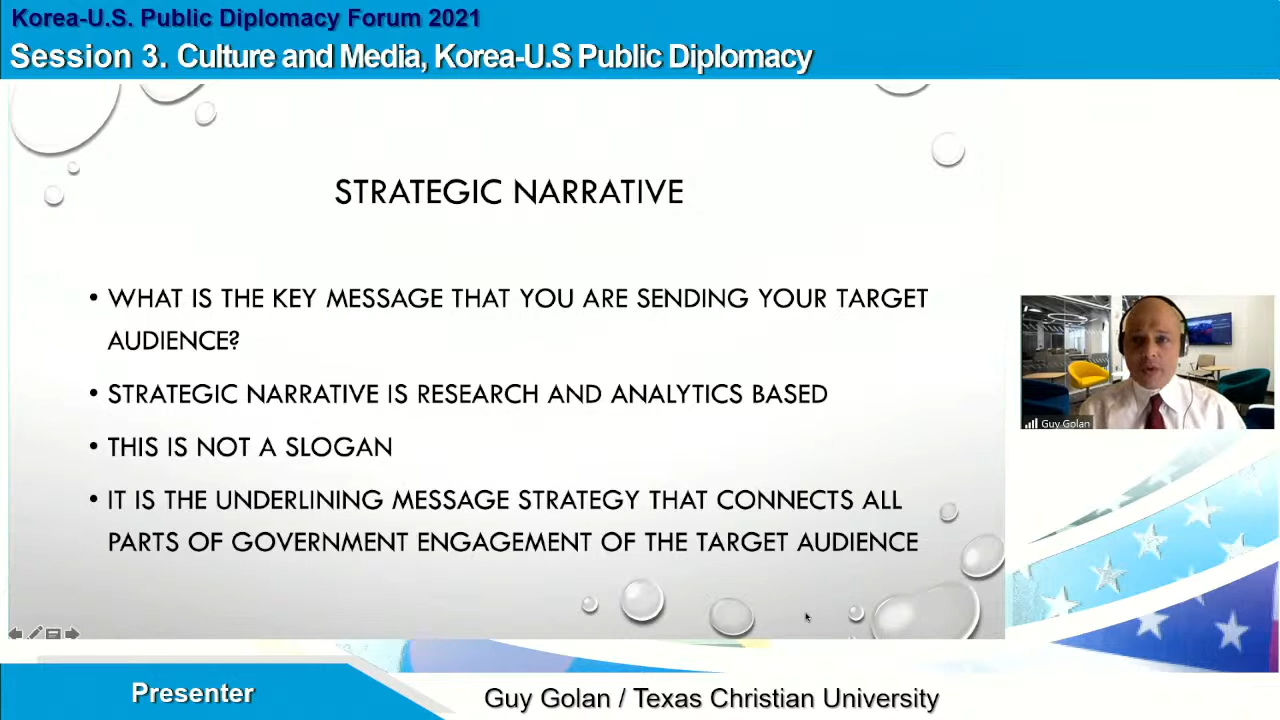 Korea-U.S. Public Diplomacy Forum 2021
Session 3. Culture and Media, Korea-U.S Public Diplomacy
STRATEGIC NARRATIVE
• WHAT IS THE KEY MESSAGE THAT YOU ARE SENDING YOUR TARGET
AUDIENCE?
• STRATEGIC NARRATIVE IS RESEARCH AND ANALYTICS BASED
• THIS IS NOT A SLOGAN
• IT IS THE UNDERLINING MESSAGE STRATEGY THAT CONNECTS ALL
PARTS OF GOVERNMENT ENGAGEMENT OF THE TARGET AUDIENCE
Guy Golan
Presenter
Guy Golan / Texas Christian University